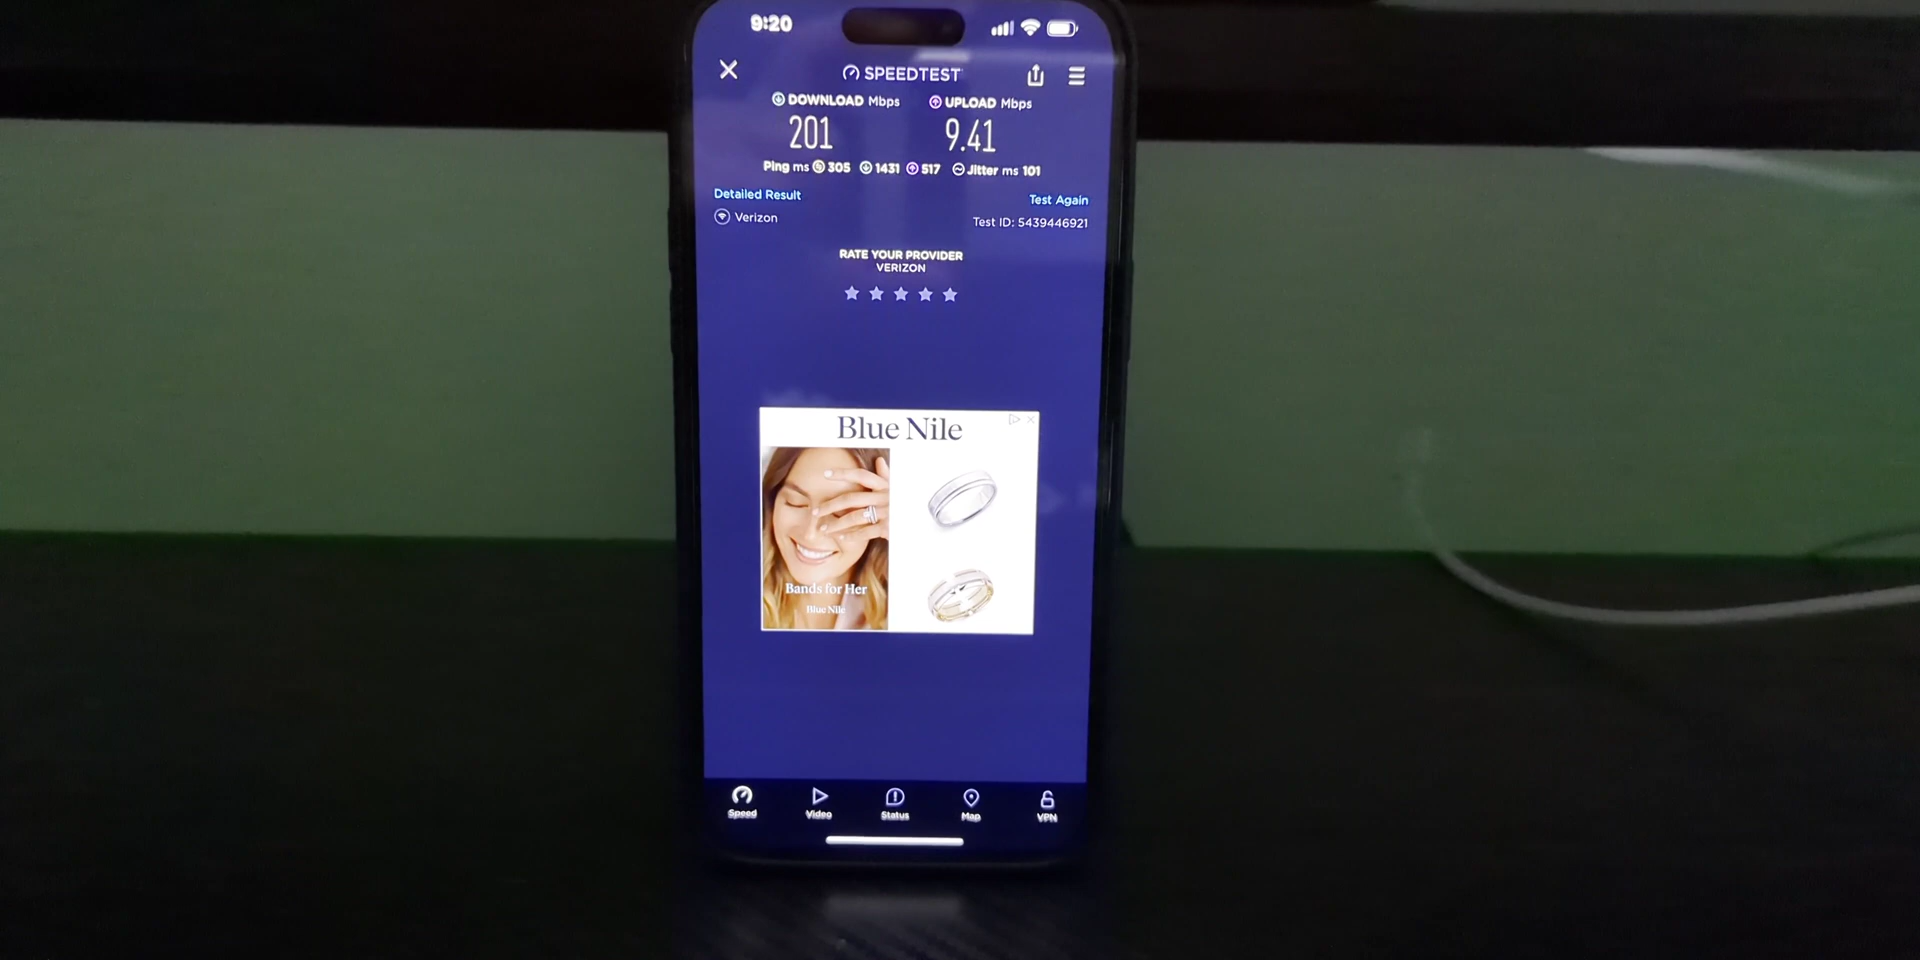 9:20
SPEEDTEST
DOWNLOAD Mbps
UPLOAD Mbps
201
9.41
Ping ms 305 1431 517 Jitter ms 101
Detailed Result
Test Again
Verizon
Test ID: 5439446921
RATE YOUR PROVIDER
VERIZON
Blue Nile
Bands for Her
Blue Nile
Speed
Video
Status
Map
VPN